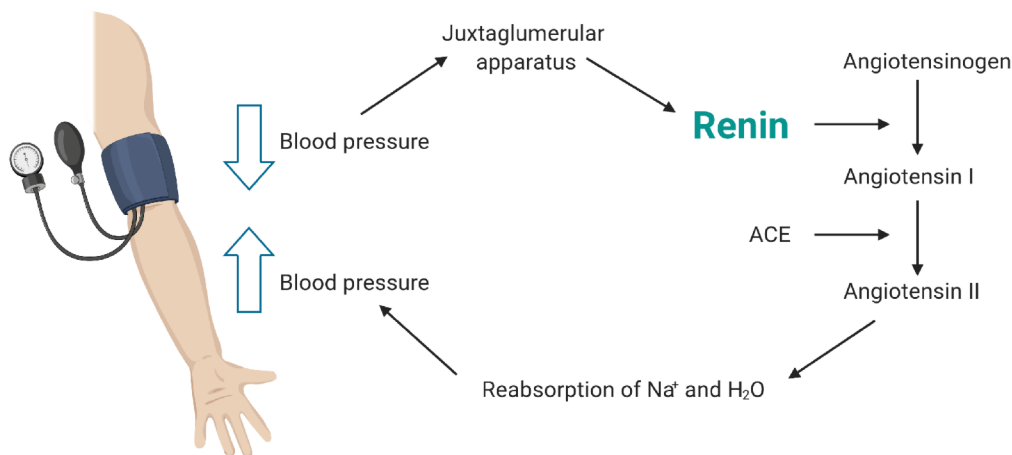 Juxtaglumerular
apparatus
Angiotensinogen
Renin
Blood pressure
Angiotensin I
ACE
Blood pressure
Angiotensin II
Reabsorption of Na⁺ and H₂O